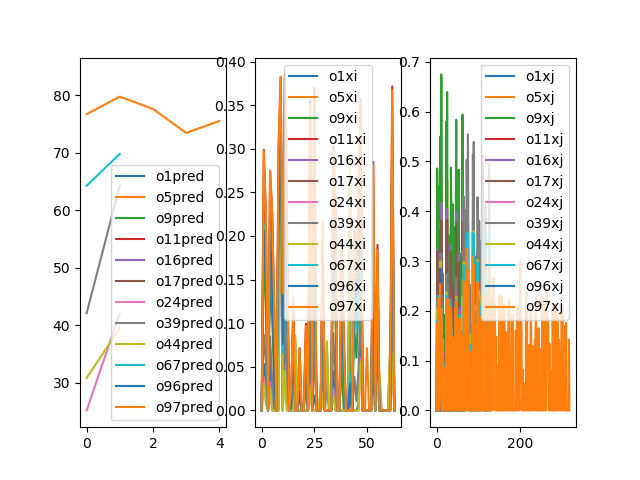 80
70
60
50
40
30
0
2
4
o1pred
o5pred
o9pred
o11pred
o16pred
o17pred
o24pred
o39pred
o44pred
o67pred
o96pred
o97pred
0.40
0.35
0.30
0.25
0.20
0.15
0.10
0.05
0.00
0
25
50
o1xi
o5xi
o9xi
o11xi
o16xi
o17xi
o24xi
o39xi
o44xi
o67xi
o96xi
o97xi
0.7
0.6
0.5
0.4
0.3
0.2
0.1
0.0
0
200
o1xj
o5xj
o9xj
o11xj
o16xj
o17xj
o24xj
o39xj
o44xj
o67xj
o96xj
o97xj